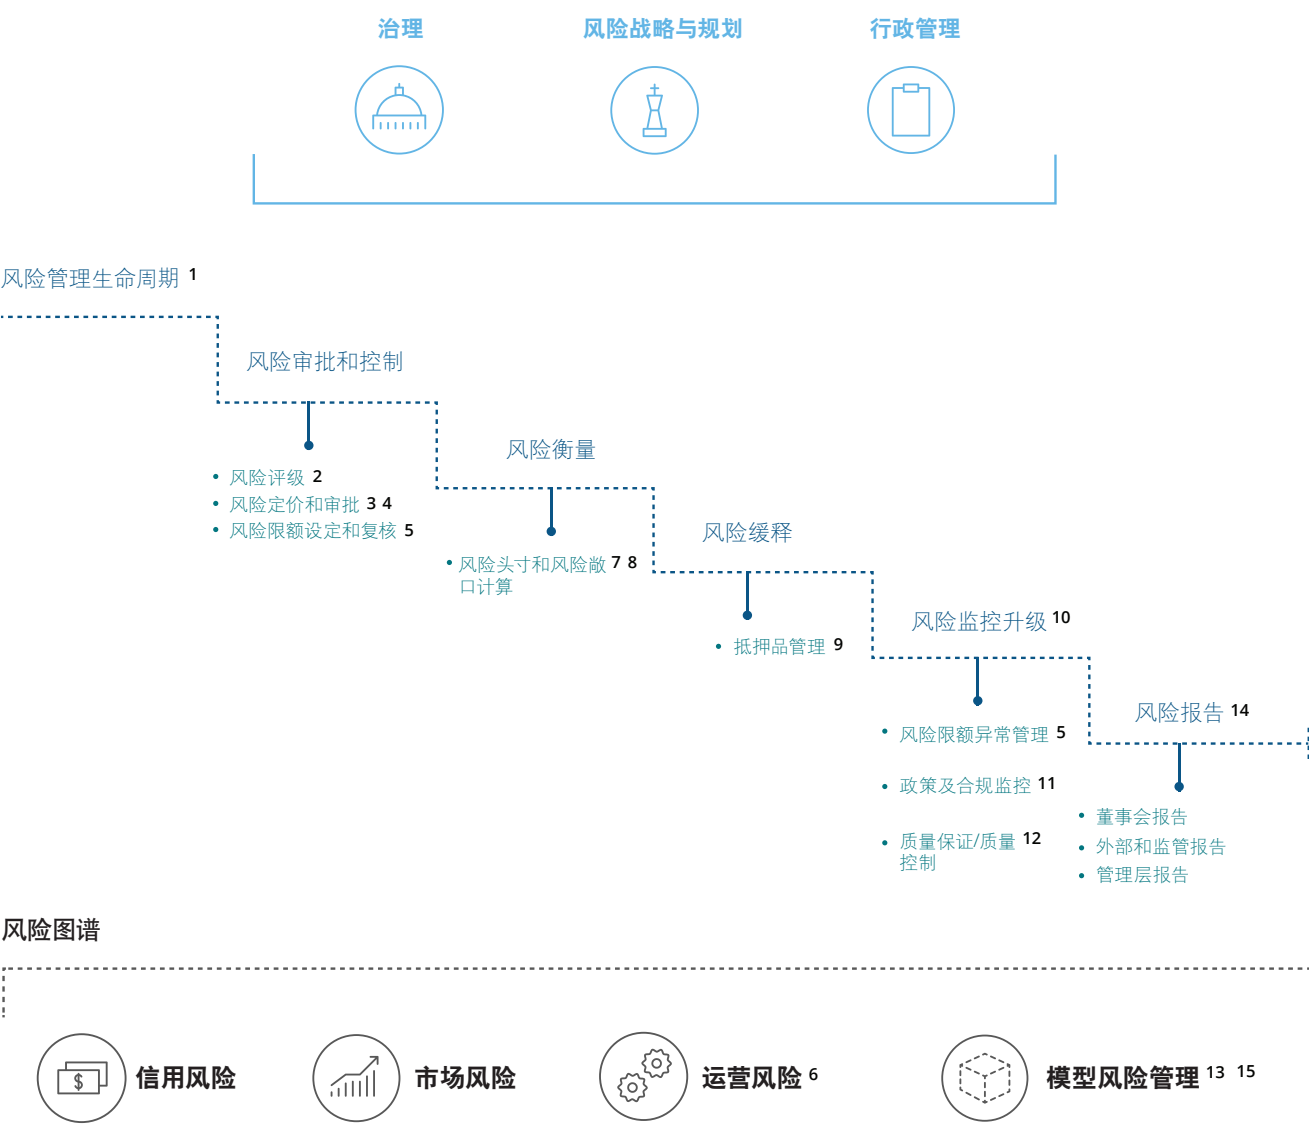 治理
风险战略与规划
行政管理
风险管理生命周期 1
风险审批和控制
• 风险评级 2
• 风险定价和审批 3 4
• 风险限额设定和复核 5
风险衡量
• 风险头寸和风险敞 7 8
口计算
风险缓释
• 抵押品管理 9
风险监控升级 10
• 风险限额异常管理 5
• 政策及合规监控 11
• 质量保证/质量 12
控制
风险报告 14
• 董事会报告
• 外部和监管报告
• 管理层报告
风险图谱
$
信用风险
市场风险
运营风险 6
模型风险管理 13 15